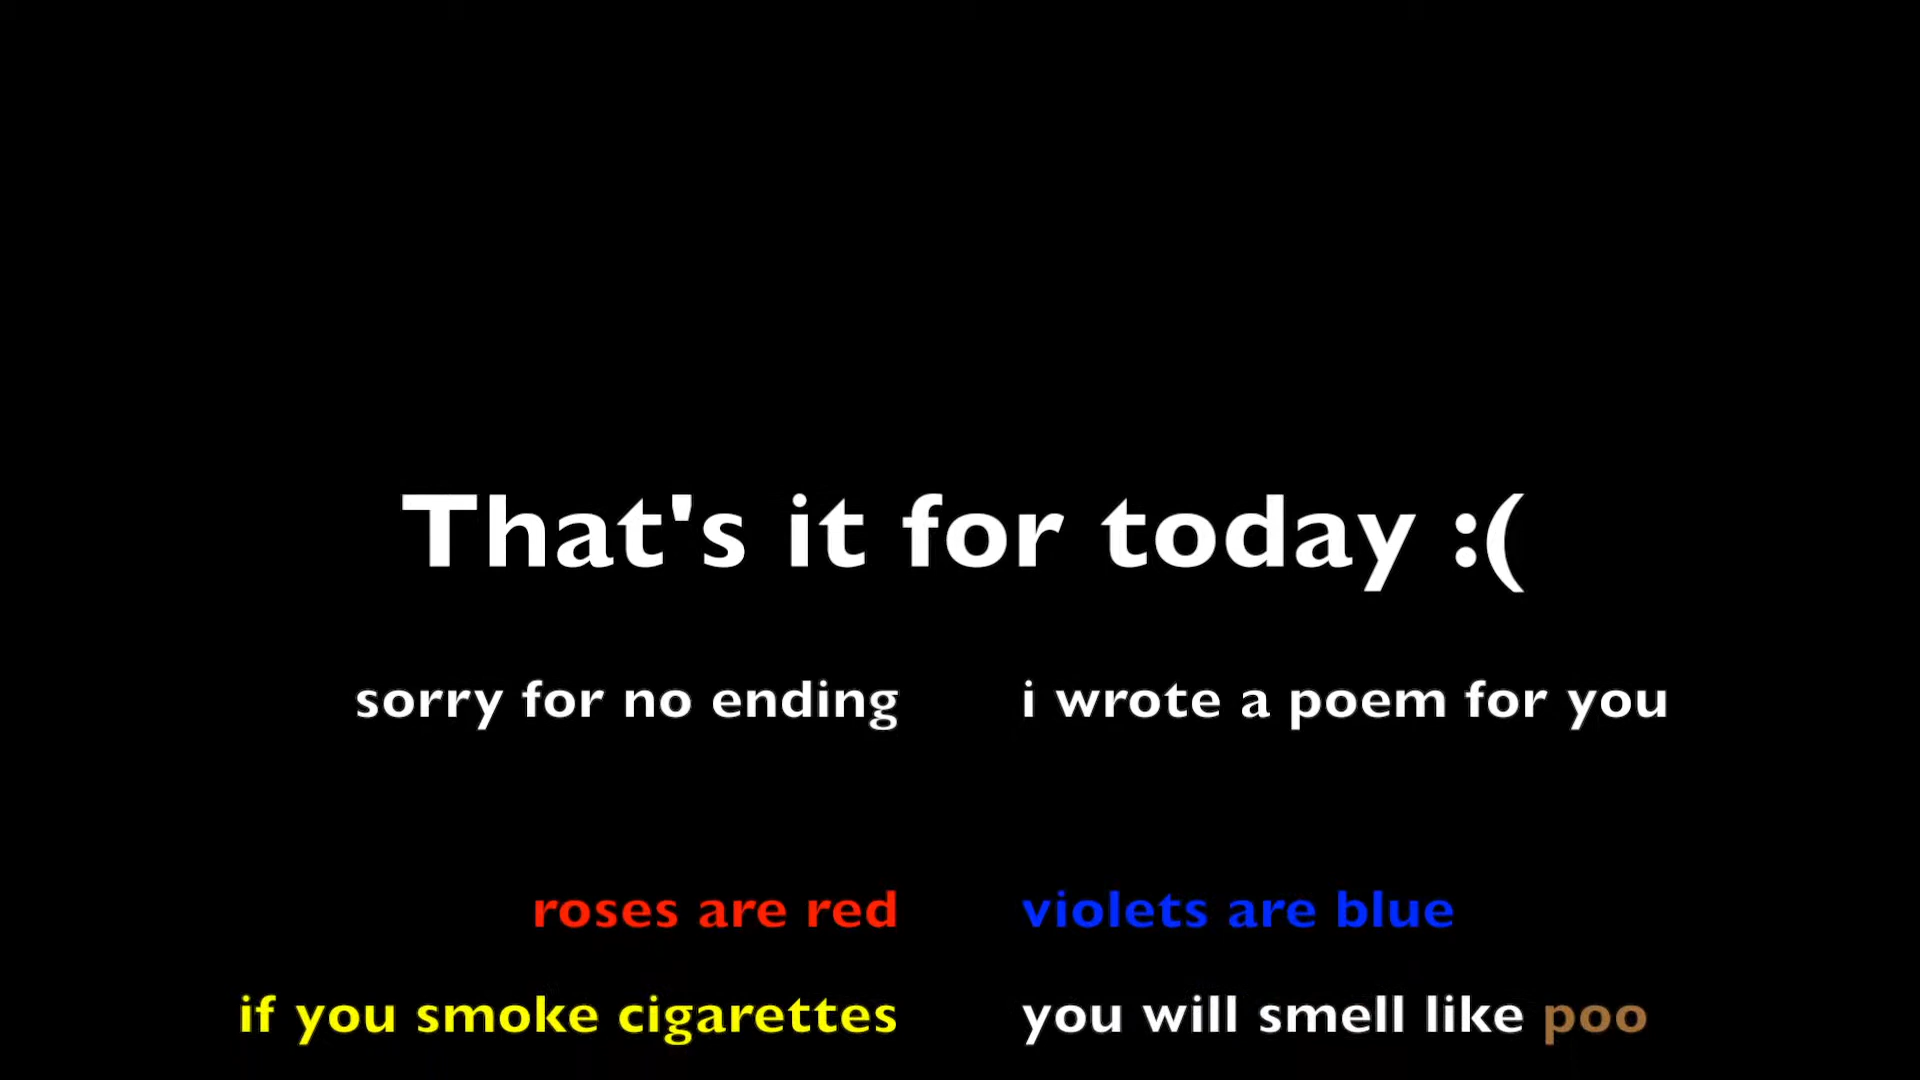 That's it for today :(
sorry for no ending i wrote a poem for you
roses are red violets are blue
if you smoke cigarettes you will smell like poo